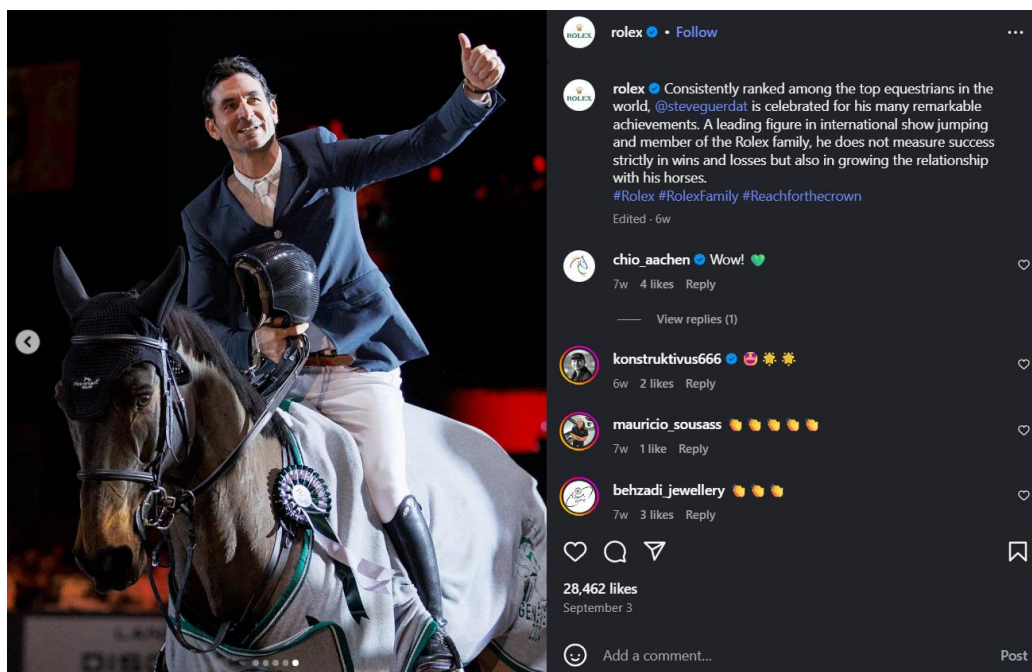 ROLEX
rolex • Follow
ROLEX
rolex Consistently ranked among the top equestrians in the
world, @steveguerdat is celebrated for his many remarkable
achievements. A leading figure in international show jumping
and member of the Rolex family, he does not measure success
strictly in wins and losses but also in growing the relationship
with his horses.
#Rolex #RolexFamily #Reachforthecrown
Edited · 6w
chio_aachen Wow! 💚
7w 4 likes Reply
View replies (1)
konstruktivus666 🤩 🌟 🌟
6w 2 likes Reply
mauricio_sousass 👏 👏 👏 👏 👏
7w 1 like Reply
behzadi_jewellery 👏 👏 👏
7w 3 likes Reply
28,462 likes
September 3
Add a comment...
Post